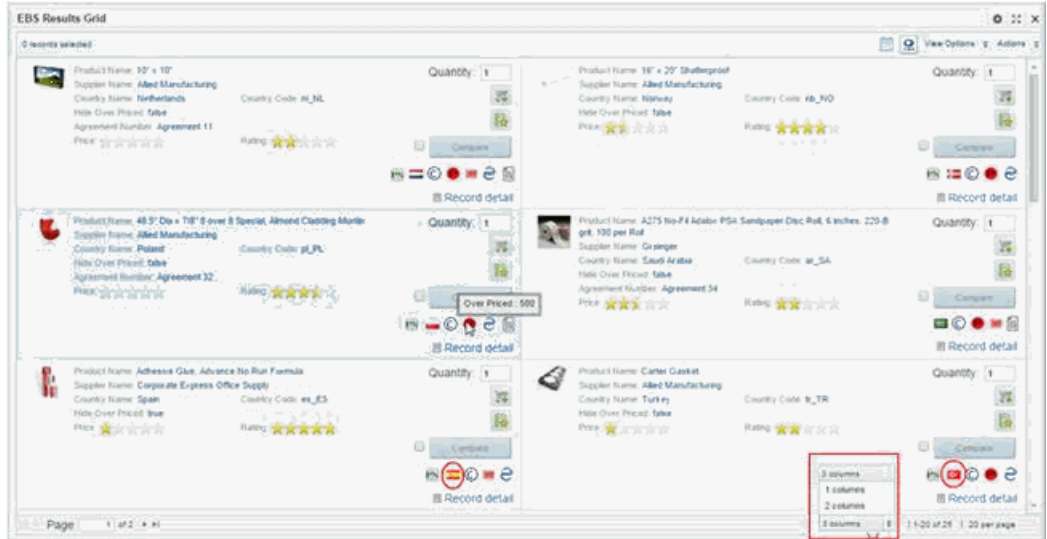 EBS Results Grid
0 records selected
View Options Actions
Product Name: 10" x 10"
Supplier Name: Allied Manufacturing
Country Name: Netherlands Country Code: nl_NL
Hide Over Priced: false
Agreement Number: Agreement 11
Price: Rating:
Quantity: 1
Compare
Record detail
Product Name: 16" x 20" Shatterproof
Supplier Name: Allied Manufacturing
Country Name: Norway Country Code: nb_NO
Hide Over Priced: false
Price: Rating:
Quantity: 1
Compare
Record detail
Product Name: 48.5" Dia x 7/8" 8 over 8 Special, Almond Cladding Muntin
Supplier Name: Allied Manufacturing
Country Name: Poland Country Code: pl_PL
Hide Over Priced: false
Agreement Number: Agreement 32
Price: Rating:
Quantity: 1
Over Priced : 500
Record detail
Product Name: A275 No-Fil Adalox PSA Sandpaper Disc Roll, 6 inches, 220-B
grit, 100 per Roll
Supplier Name: Grainger
Country Name: Saudi Arabia Country Code: ar_SA
Hide Over Priced: false
Agreement Number: Agreement 34
Price: Rating:
Quantity: 1
Compare
Record detail
Product Name: Adhesive Glue, Advance No Run Formula
Supplier Name: Corporate Express Office Supply
Country Name: Spain Country Code: es_ES
Hide Over Priced: true
Price: Rating:
Quantity: 1
Compare
Record detail
Product Name: Carter Gasket
Supplier Name: Allied Manufacturing
Country Name: Turkey Country Code: tr_TR
Hide Over Priced: false
Price: Rating:
Quantity: 1
Compare
Record detail
3 columns
1 columns
2 columns
3 columns
Page 1 of 2
1-20 of 26 20 per page